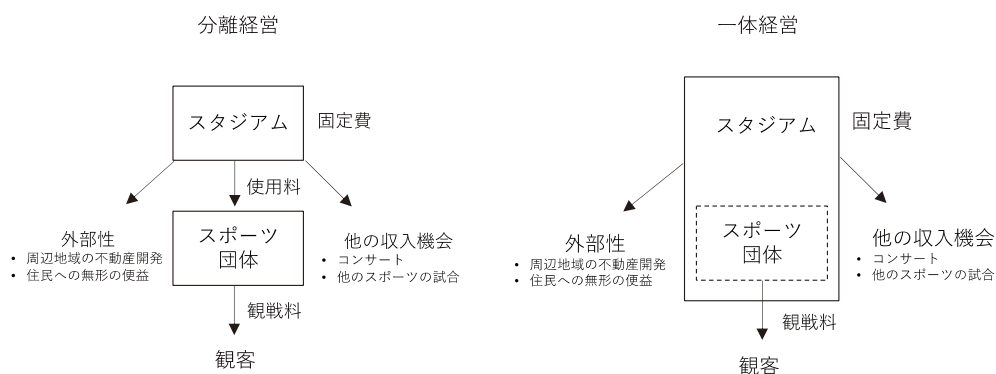 分離経営
スタジアム
固定費
使用料
外部性
• 周辺地域の不動産開発
• 住民への無形の便益
スポーツ
団体
他の収入機会
• コンサート
• 他のスポーツの試合
観戦料
観客
一体経営
スタジアム
固定費
外部性
• 周辺地域の不動産開発
• 住民への無形の便益
スポーツ
団体
他の収入機会
• コンサート
• 他のスポーツの試合
観戦料
観客